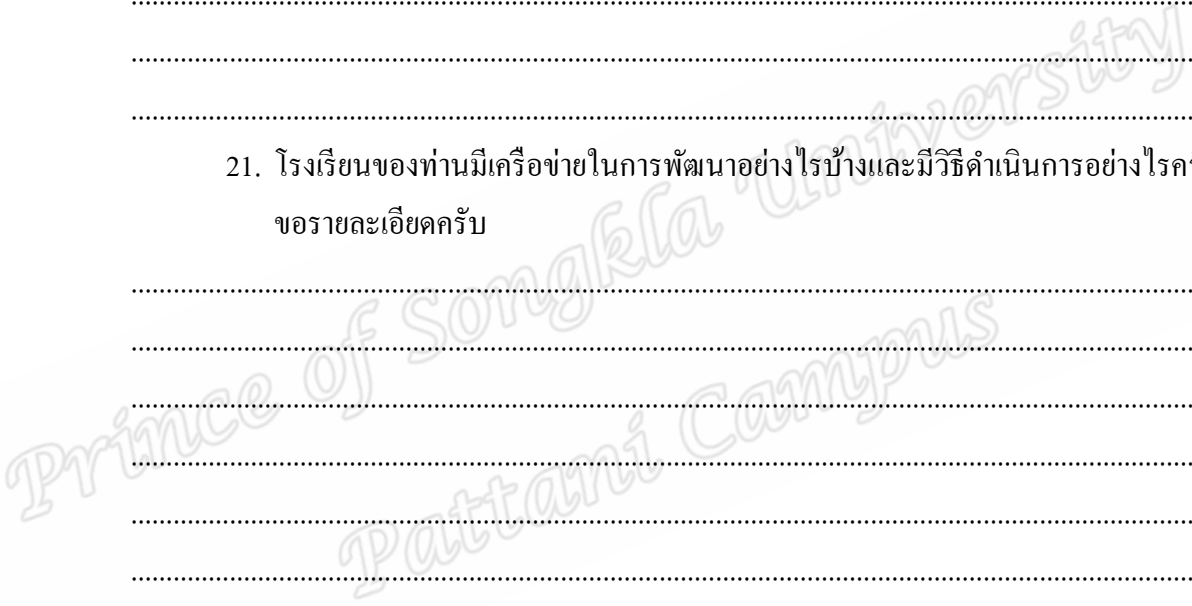 21. โรงเรียนของท่านมีเครือข่ายในการพัฒนาอย่างไรบ้างและมีวิธีดำเนินการอย่างไร
ขอรายละเอียดครับ
Prince of Songkla University
Pattani Campus